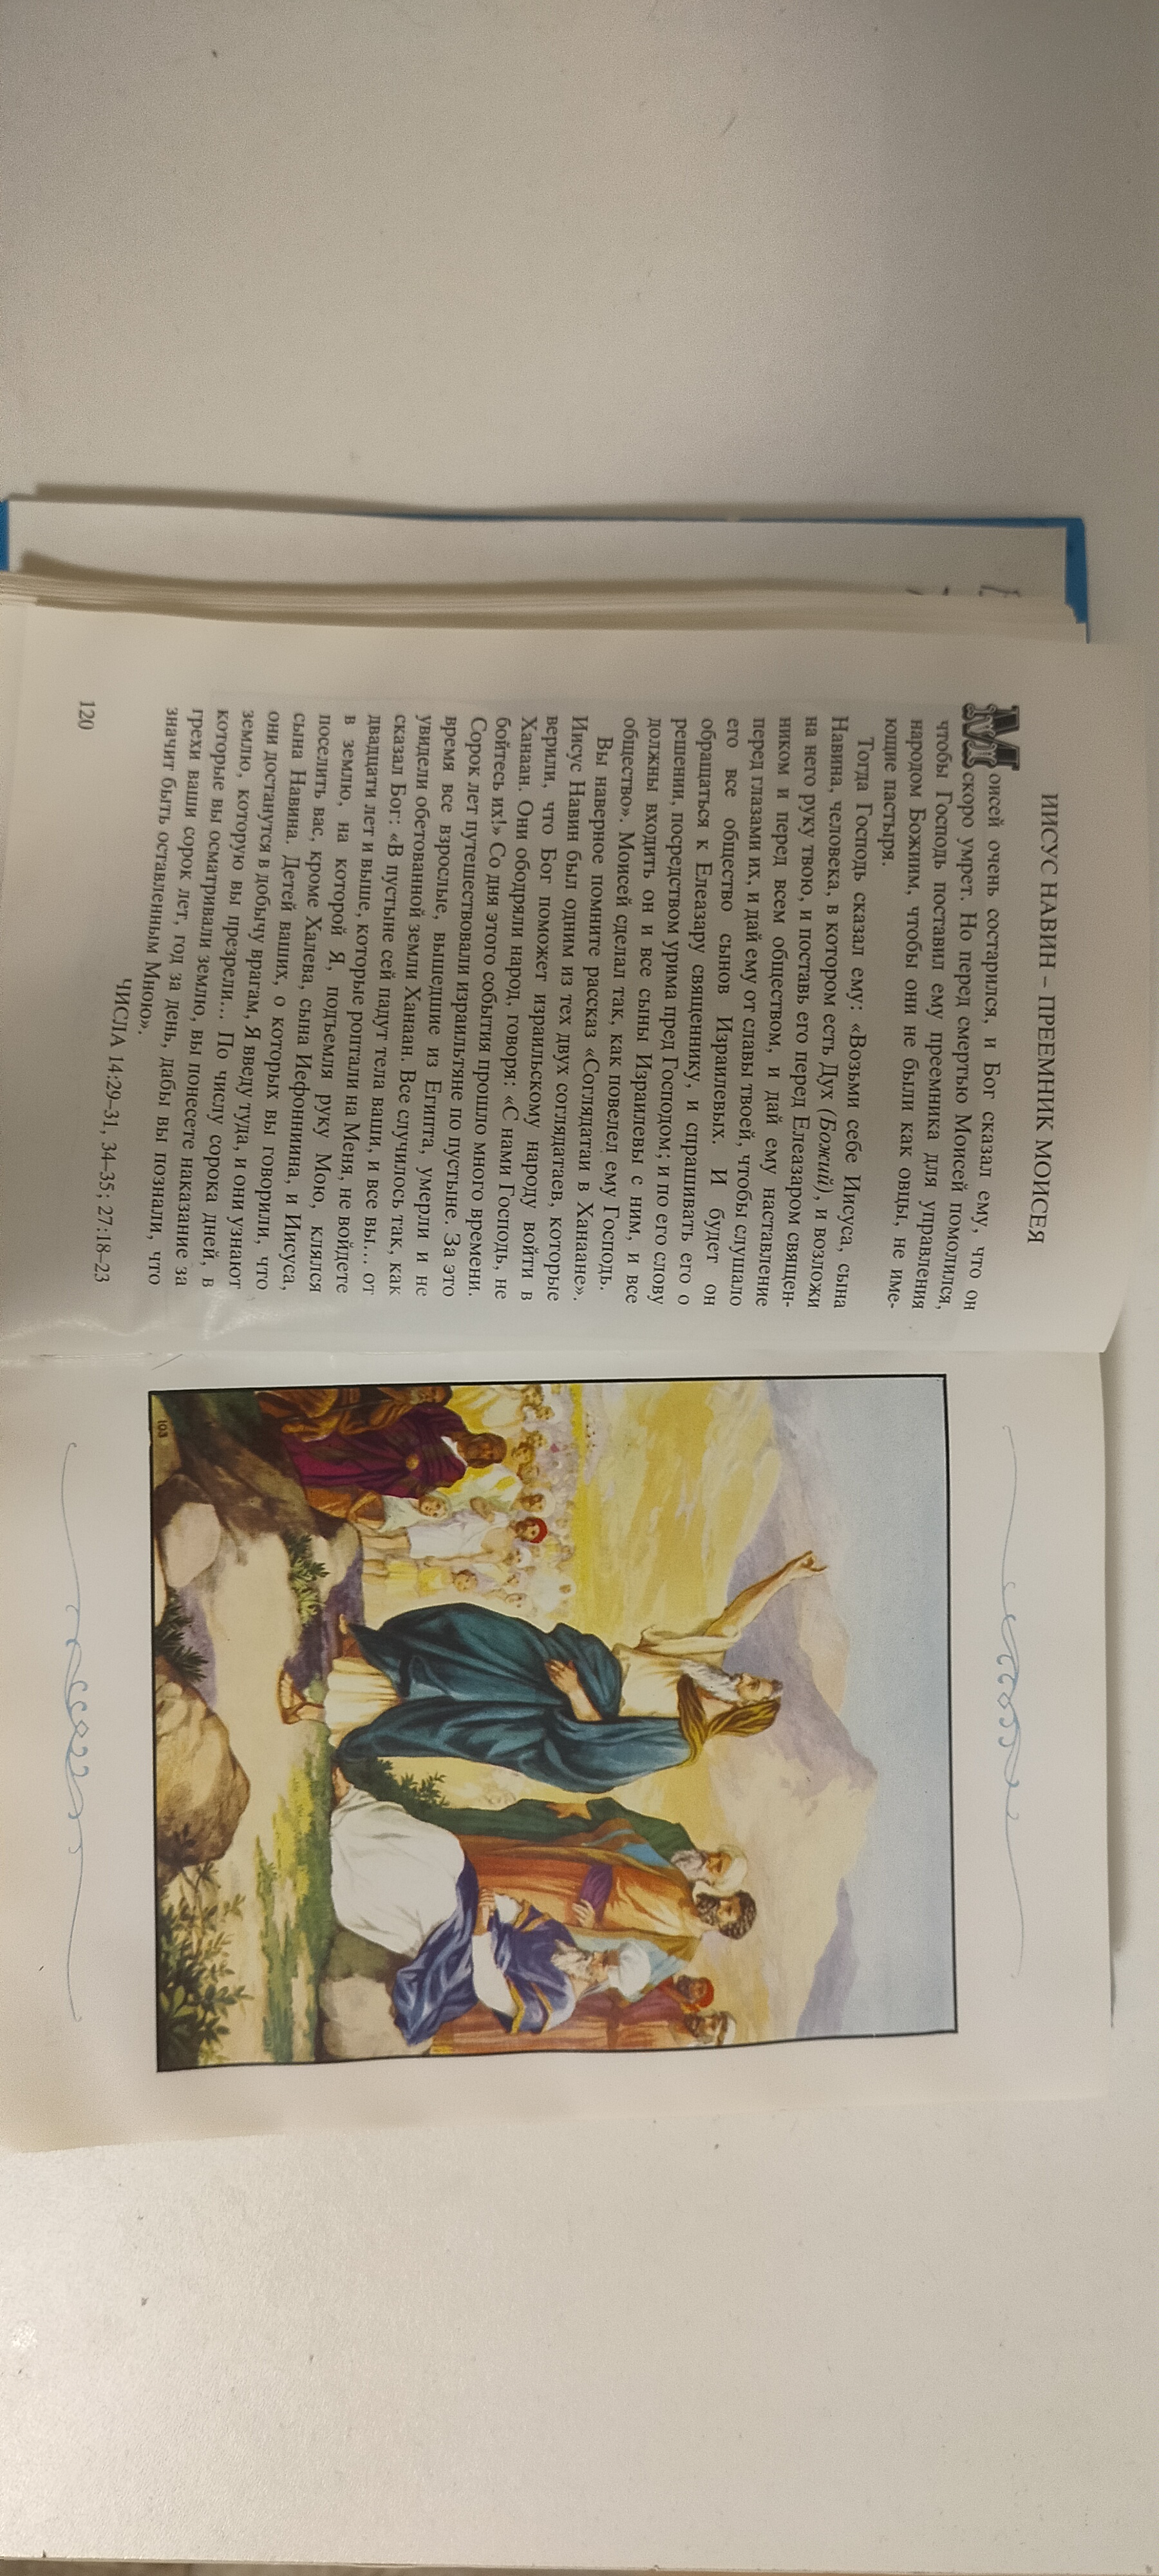 ИИСУС НАВИН – ПРЕЕМНИК МОИСЕЯ
Моисей очень состарился, и Бог сказал ему, что он
скоро умрет. Но перед смертью Моисей помолился,
чтобы Господь поставил ему преемника для управления
народом Божиим, чтобы они не были как овцы, не име-
ющие пастыря.
Тогда Господь сказал ему: «Возьми себе Иисуса, сына
Навина, человека, в котором есть Дух (Божий), и возложи
на него руку твою, и поставь его перед Елеазаром священ-
ником и перед всем обществом, и дай ему наставление
перед глазами их, и дай ему от славы твоей, чтобы слушало
его все общество сынов Израилевых. И будет он
обращаться к Елеазару священнику, и спрашивать его о
решении, посредством урима пред Господом; и по его слову
должны входить он и все сыны Израилевы с ним, и все
общество». Моисей сделал так, как повелел ему Господь.
Вы наверное помните рассказ «Соглядатаи в Ханаане».
Иисус Навин был одним из тех двух соглядатаев, которые
верили, что Бог поможет израильскому народу войти в
Ханаан. Они ободряли народ, говоря: «С нами Господь, не
бойтесь их!» Со дня этого события прошло много времени.
Сорок лет путешествовали израильтяне по пустыне. За это
время все взрослые, вышедшие из Египта, умерли и не
увидели обетованной земли Ханаан. Все случилось так, как
сказал Бог: «В пустыне сей падут тела ваши, и все вы... от
двадцати лет и выше, которые роптали на Меня, не войдете
в землю, на которой Я, подъемля руку Мою, клялся
поселить вас, кроме Халева, сына Иефонниина, и Иисуса,
сына Навина. Детей ваших, о которых вы говорили, что
они достанутся в добычу врагам, Я введу туда, и они узнают
землю, которую вы презрели... По числу сорока дней, в
которые вы осматривали землю, вы понесете наказание за
грехи ваши сорок лет, год за день, дабы вы познали, что
значит быть оставленным Мною».
ЧИСЛА 14:29–31, 34–35; 27:18–23
120
103